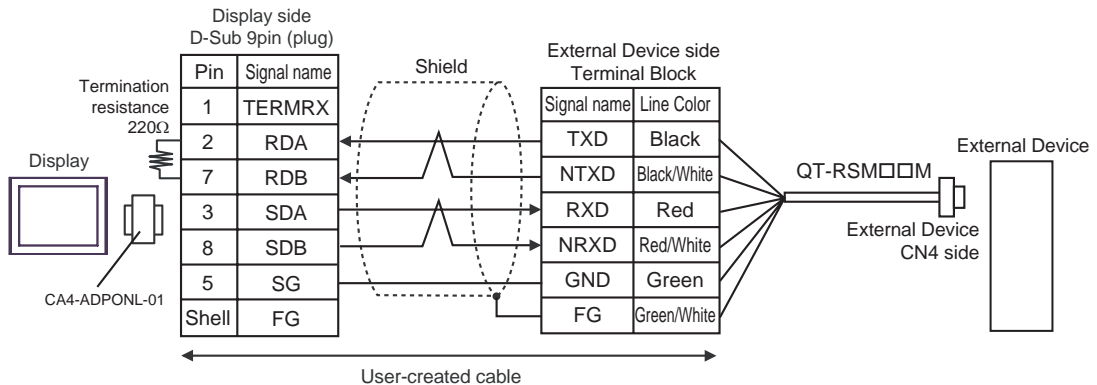 Display side
D-Sub 9pin (plug)
External Device side
Terminal Block
Shield
Termination
resistance
220Ω
Display
CA4-ADPONL-01
Pin Signal name
1 TERMRX
2 RDA
7 RDB
3 SDA
8 SDB
5 SG
Shell FG
Signal name Line Color
TXD Black
NTXD Black/White
RXD Red
NRXD Red/White
GND Green
FG Green/White
QT-RSM□□M
External Device
CN4 side
External Device
User-created cable